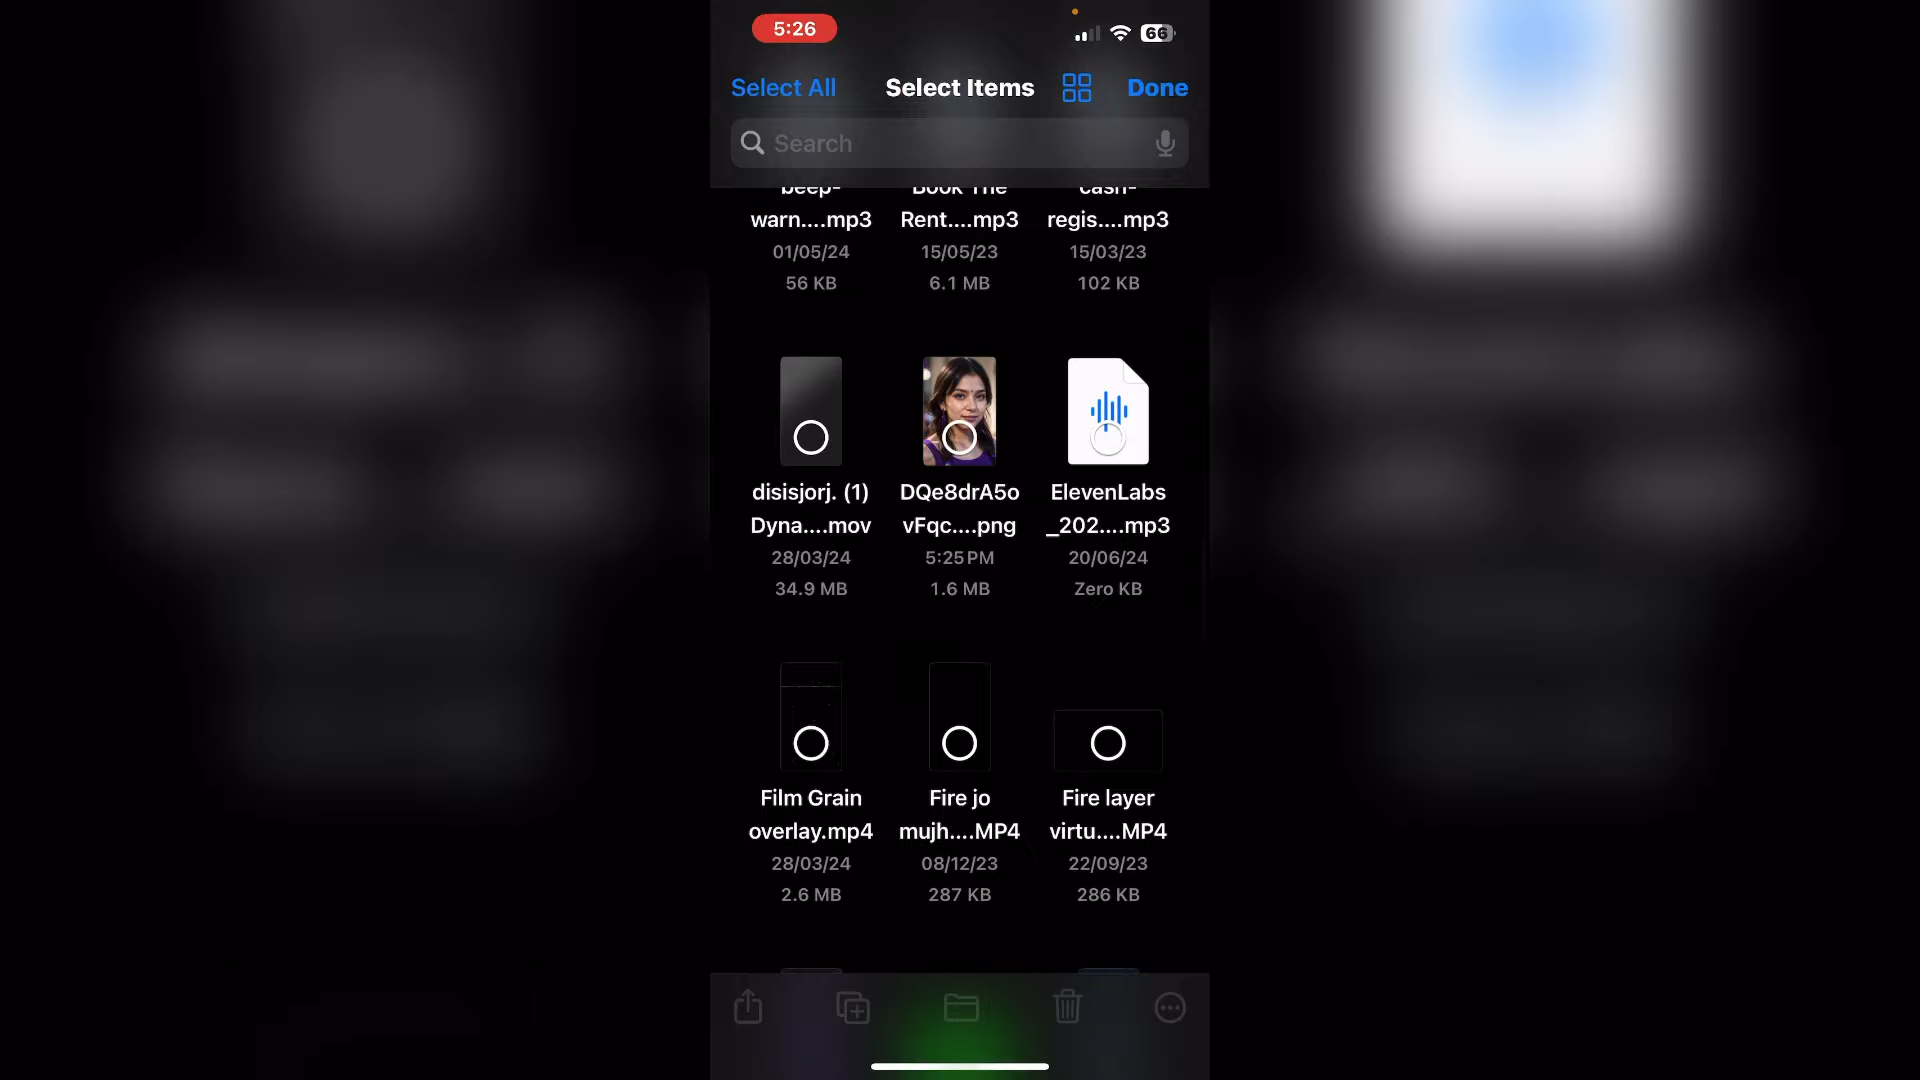 5:26
66
Select All
Select Items
Done
Search
beep-
Book The
cash-
warn....mp3
Rent....mp3
regis....mp3
01/05/24
15/05/23
15/03/23
56 KB
6.1 MB
102 KB
disisjorj. (1)
DQe8drA5o
ElevenLabs
Dyna....mov
vFqc....png
_202....mp3
28/03/24
5:25 PM
20/06/24
34.9 MB
1.6 MB
Zero KB
Film Grain
Fire jo
Fire layer
overlay.mp4
mujh....MP4
virtu....MP4
28/03/24
08/12/23
22/09/23
2.6 MB
287 KB
286 KB